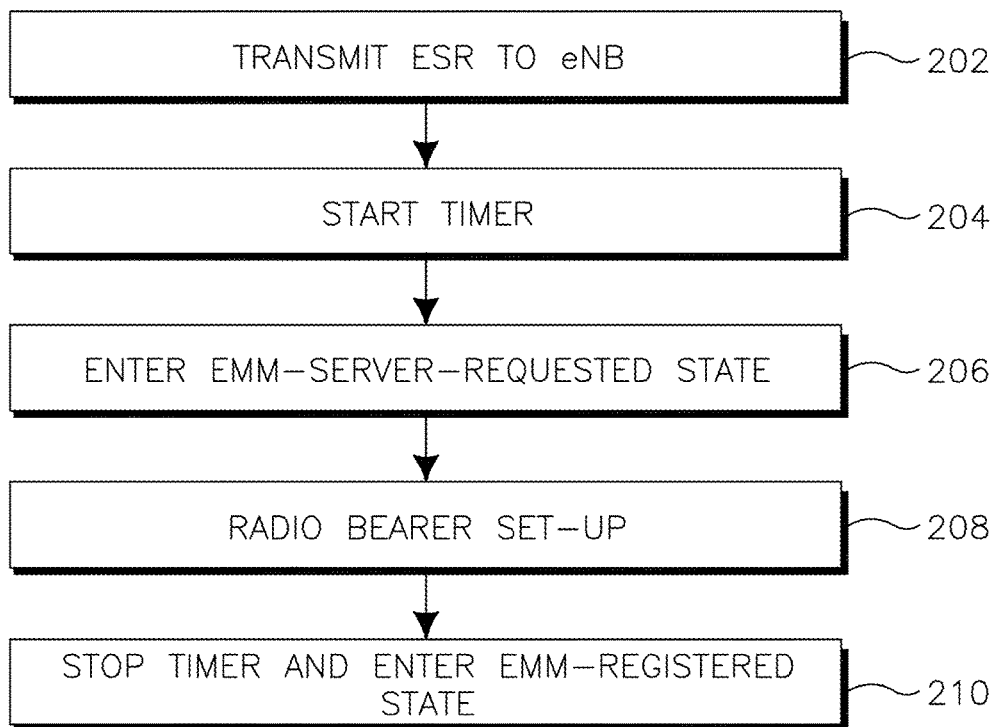 TRANSMIT ESR TO eNB
202
START TIMER
204
ENTER EMM-SERVER-REQUESTED STATE
206
RADIO BEARER SET-UP
208
STOP TIMER AND ENTER EMM-REGISTERED
STATE
210